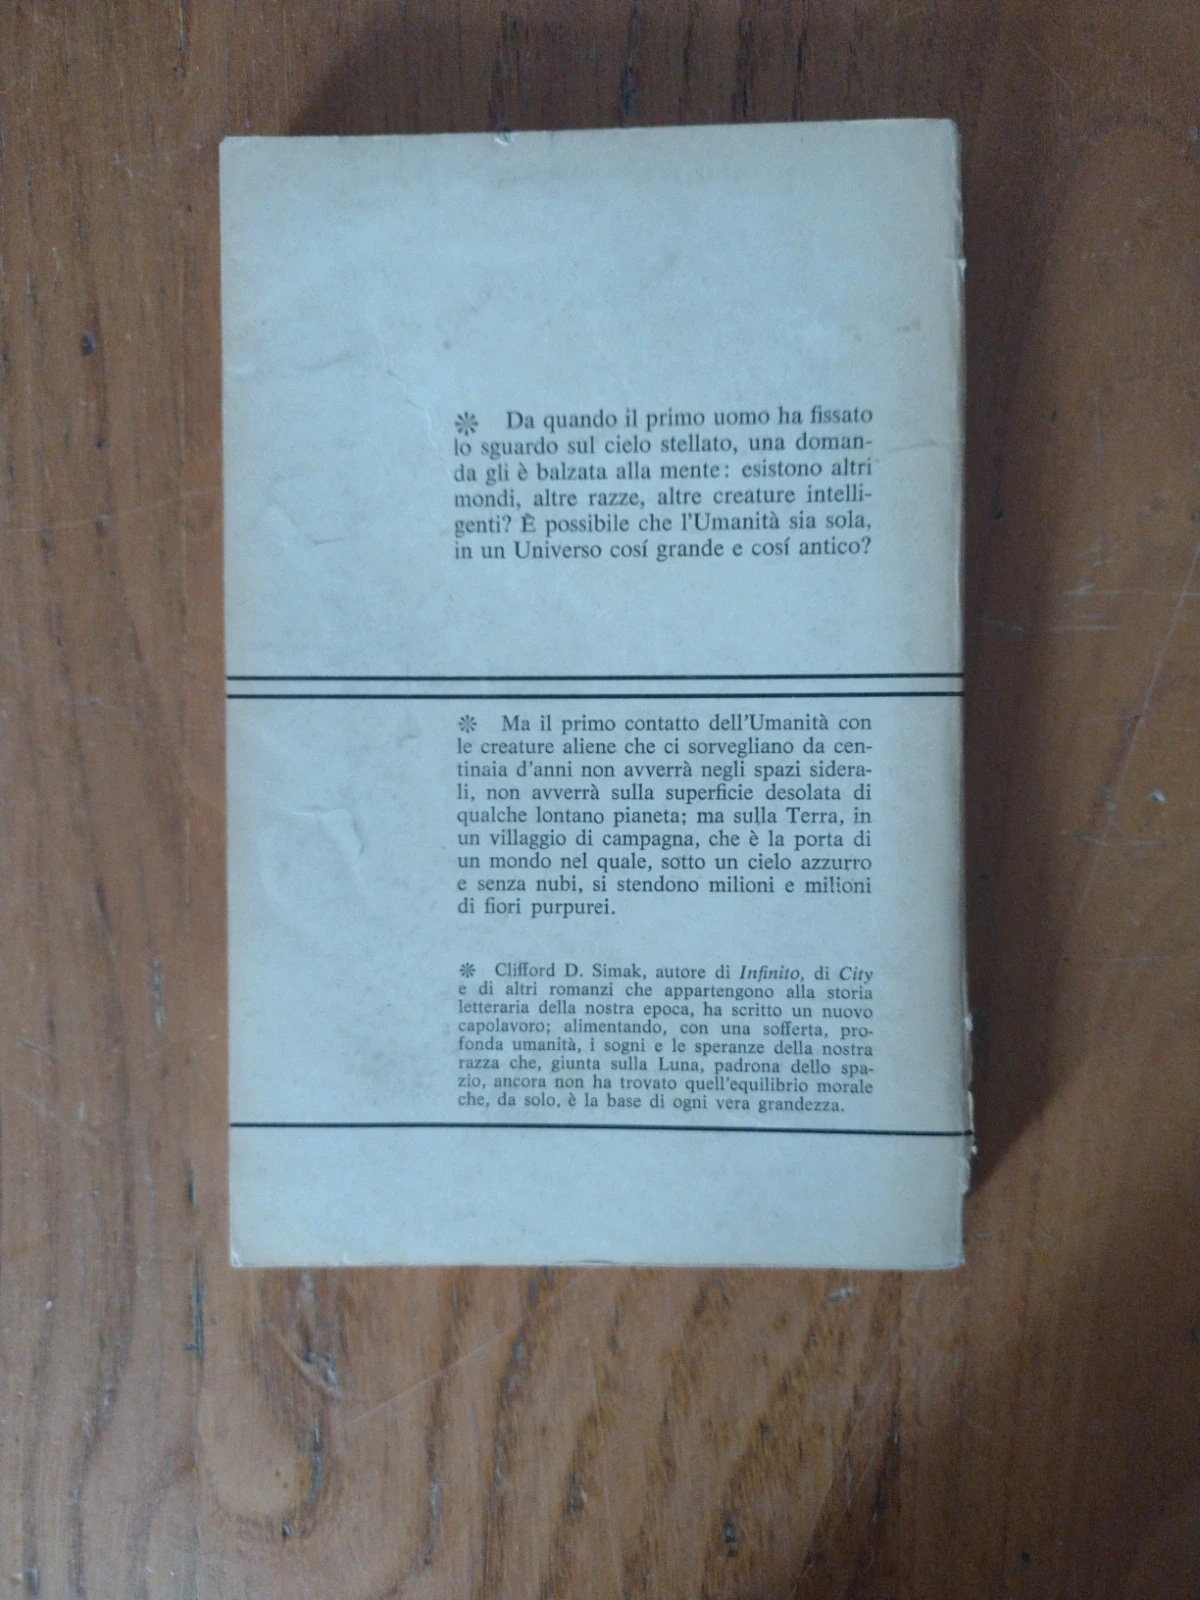 ❊ Da quando il primo uomo ha fissato
lo sguardo sul cielo stellato, una doman-
da gli è balzata alla mente: esistono altri
mondi, altre razze, altre creature intelli-
genti? È possibile che l'Umanità sia sola,
in un Universo cosí grande e cosí antico?
❊ Ma il primo contatto dell'Umanità con
le creature aliene che ci sorvegliano da cen-
tinaia d'anni non avverrà negli spazi sidera-
li, non avverrà sulla superficie desolata di
qualche lontano pianeta; ma sulla Terra, in
un villaggio di campagna, che è la porta di
un mondo nel quale, sotto un cielo azzurro
e senza nubi, si stendono milioni e milioni
di fiori purpurei.
❊ Clifford D. Simak, autore di Infinito, di City
e di altri romanzi che appartengono alla storia
letteraria della nostra epoca, ha scritto un nuovo
capolavoro; alimentando, con una sofferta, pro-
fonda umanità, i sogni e le speranze della nostra
razza che, giunta sulla Luna, padrona dello spa-
zio, ancora non ha trovato quell'equilibrio morale
che, da solo, è la base di ogni vera grandezza.